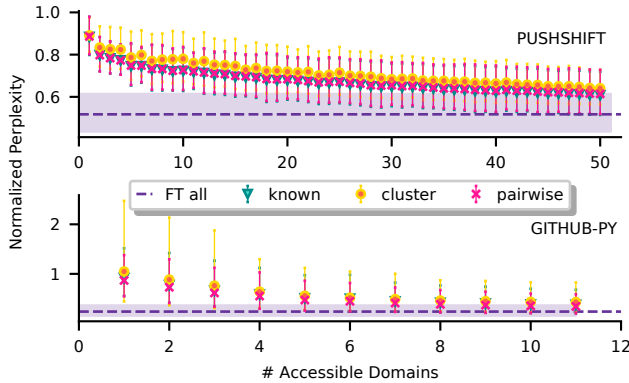 Normalized Perplexity
1.0
0.8
0.6
PUSHSHIFT
0 10 20 30 40 50
FT all known cluster pairwise
2
1
GITHUB-PY
0 2 4 6 8 10 12
# Accessible Domains